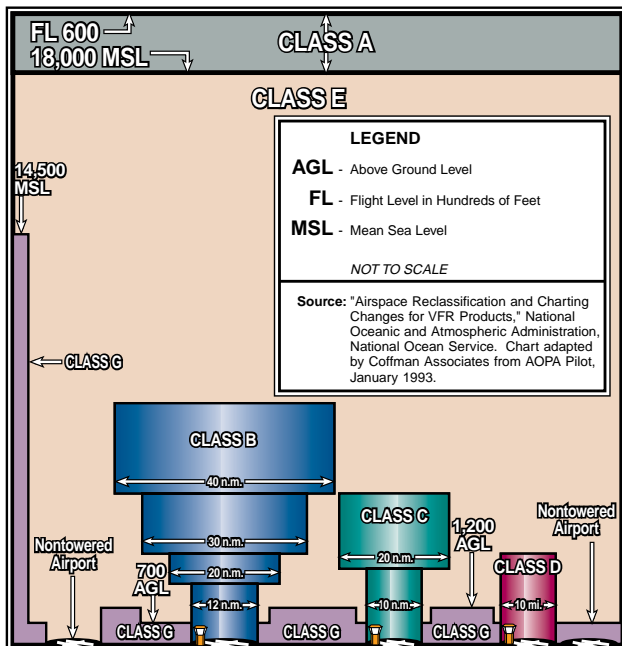 FL 600
18,000 MSL
CLASS A
CLASS E
LEGEND
AGL - Above Ground Level
FL - Flight Level in Hundreds of Feet
MSL - Mean Sea Level
NOT TO SCALE
Source: "Airspace Reclassification and Charting
Changes for VFR Products," National
Oceanic and Atmospheric Administration,
National Ocean Service. Chart adapted
by Coffman Associates from AOPA Pilot,
January 1993.
14,500
MSL
CLASS G
CLASS B
40 n.m.
30 n.m.
20 n.m.
12 n.m.
CLASS C
20 n.m.
10 n.m.
CLASS D
10 mi.
Nontowered
Airport
700
AGL
1,200
AGL
Nontowered
Airport
CLASS G
CLASS G
CLASS G